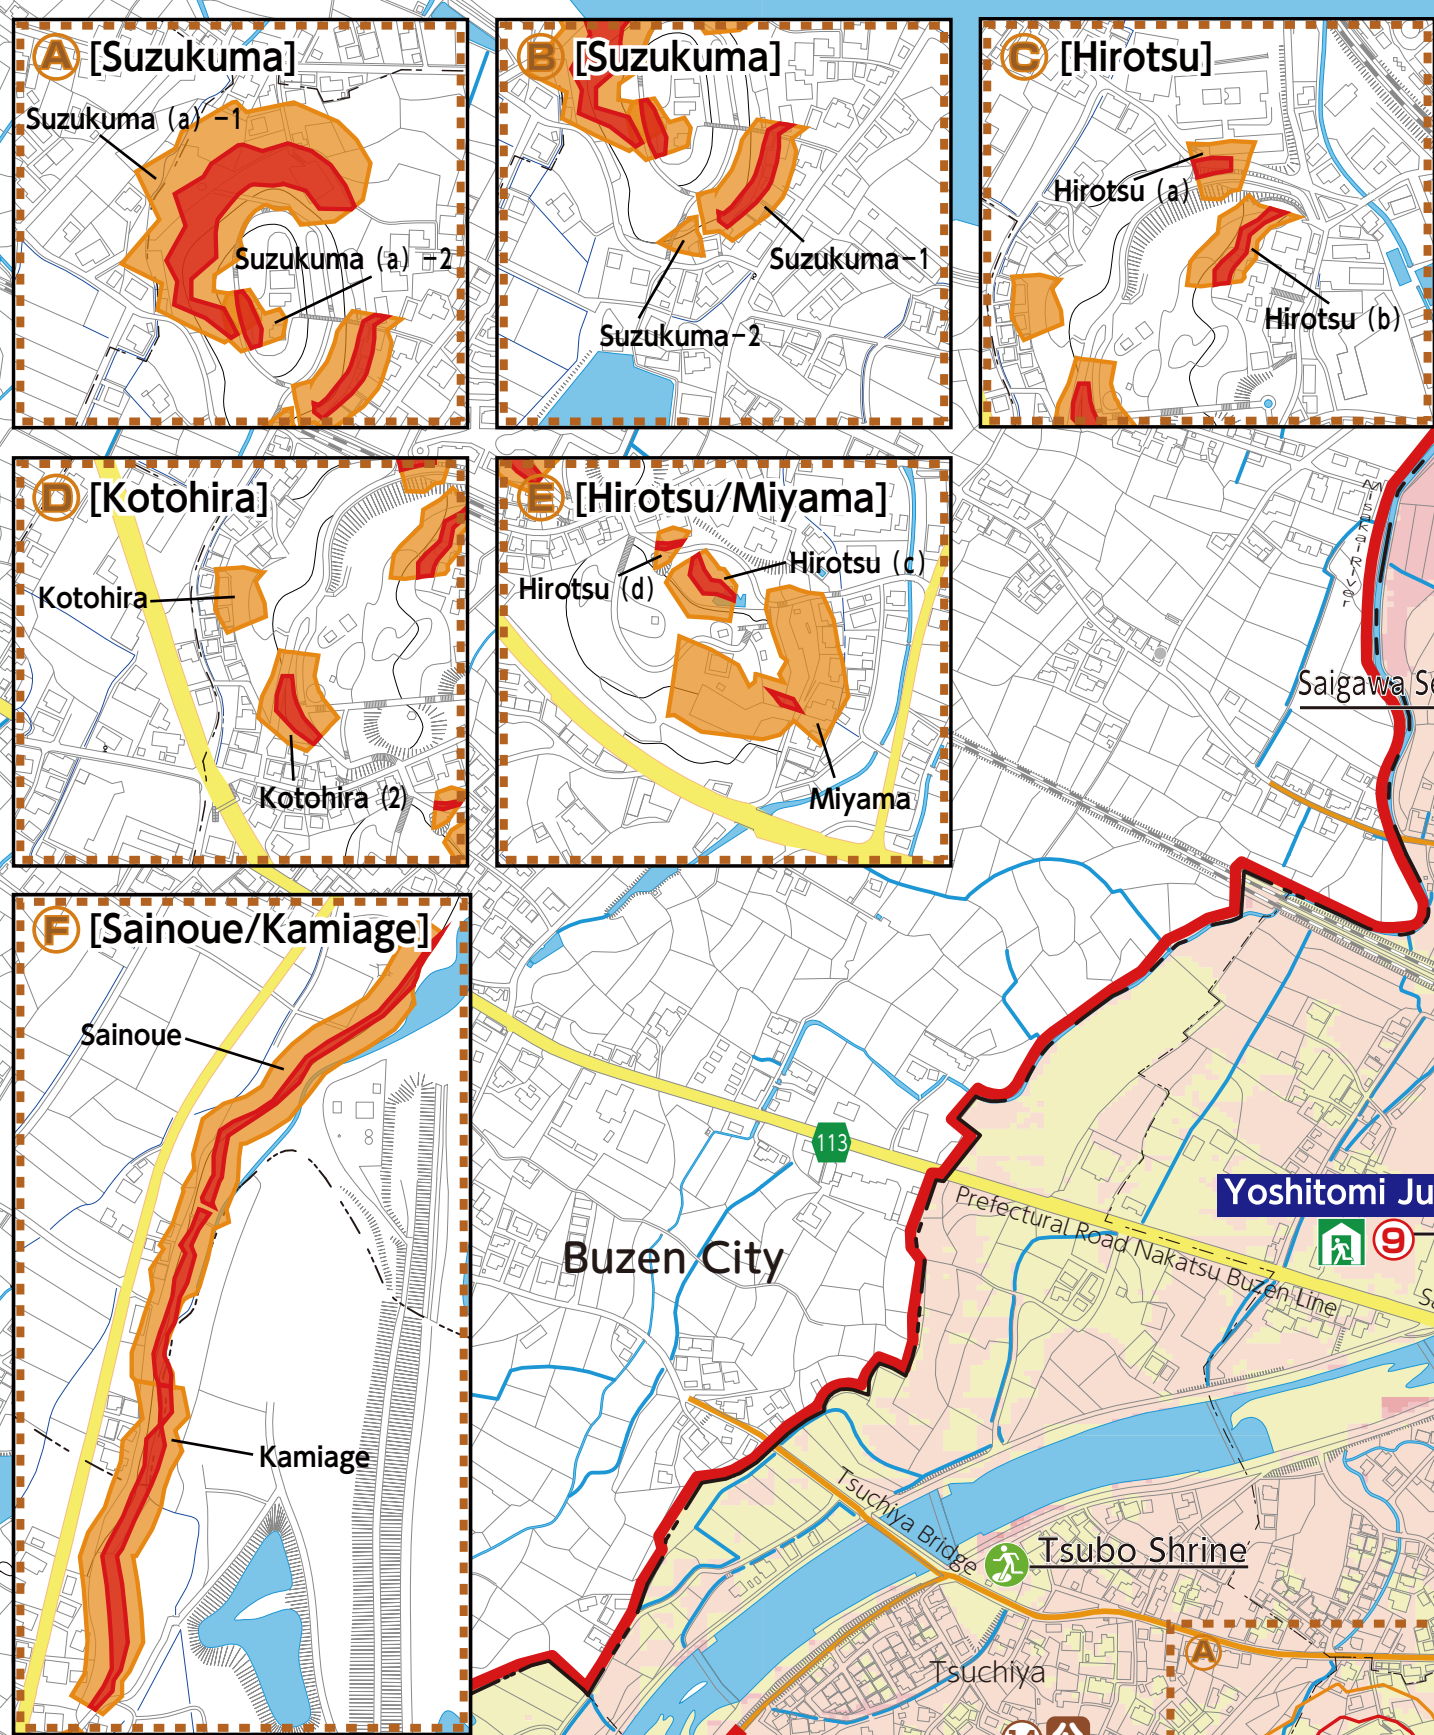 A [Suzukuma]
Suzukuma (a) -1
Suzukuma (a) -2
B [Suzukuma]
Suzukuma-1
Suzukuma-2
C [Hirotsu]
Hirotsu (a)
Hirotsu (b)
D [Kotohira]
Kotohira
Kotohira (2)
E [Hirotsu/Miyama]
Hirotsu (d)
Hirotsu (c)
Miyama
F [Sainoue/Kamiage]
Sainoue
Kamiage
Misakai River
Saigawa Se
113
Prefectural Road Nakatsu Buzen Line
Yoshitomi Ju
9
Buzen City
Tsuchiya Bridge
Tsubo Shrine
Tsuchiya
A